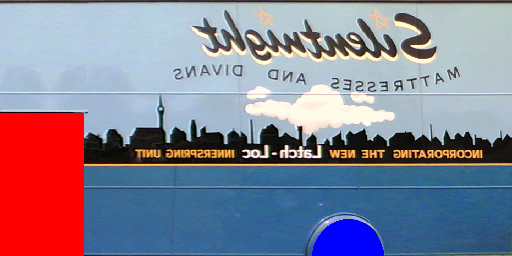 Silentnight
MATTRESSES AND DIVANS
INCORPORATING THE NEW Latch-Loc INNERSPRING UNIT